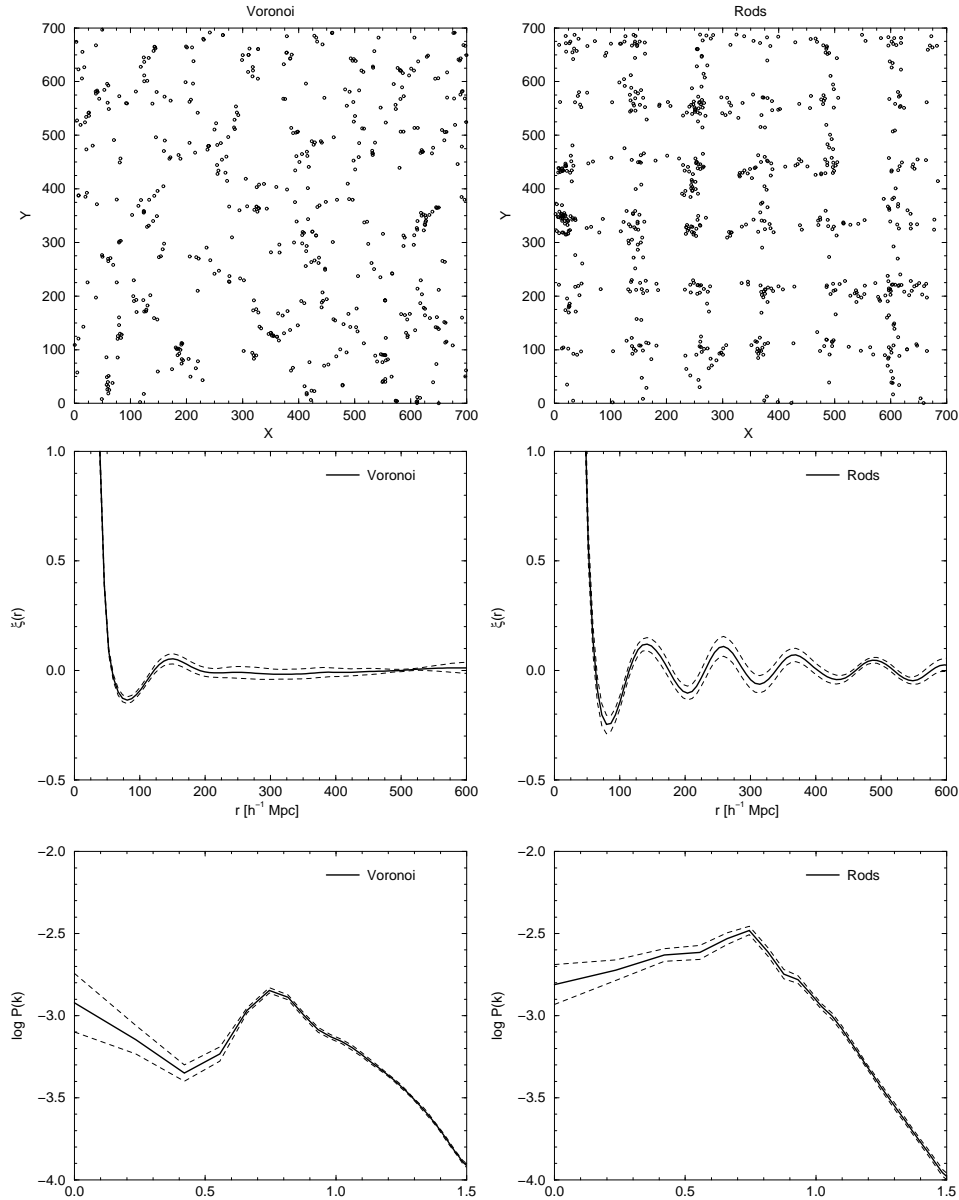 Voronoi
700
600
500
400
300
200
100
0
Y
0 100 200 300 400 500 600 700
X
Rods
700
600
500
400
300
200
100
0
Y
0 100 200 300 400 500 600 700
X
1.0
0.5
0.0
−0.5
ξ(r)
Voronoi
0 100 200 300 400 500 600
r [h⁻¹ Mpc]
1.0
0.5
0.0
−0.5
ξ(r)
Rods
0 100 200 300 400 500 600
r [h⁻¹ Mpc]
−2.0
−2.5
−3.0
−3.5
−4.0
log P(k)
Voronoi
0.0 0.5 1.0 1.5
−2.0
−2.5
−3.0
−3.5
−4.0
log P(k)
Rods
0.0 0.5 1.0 1.5